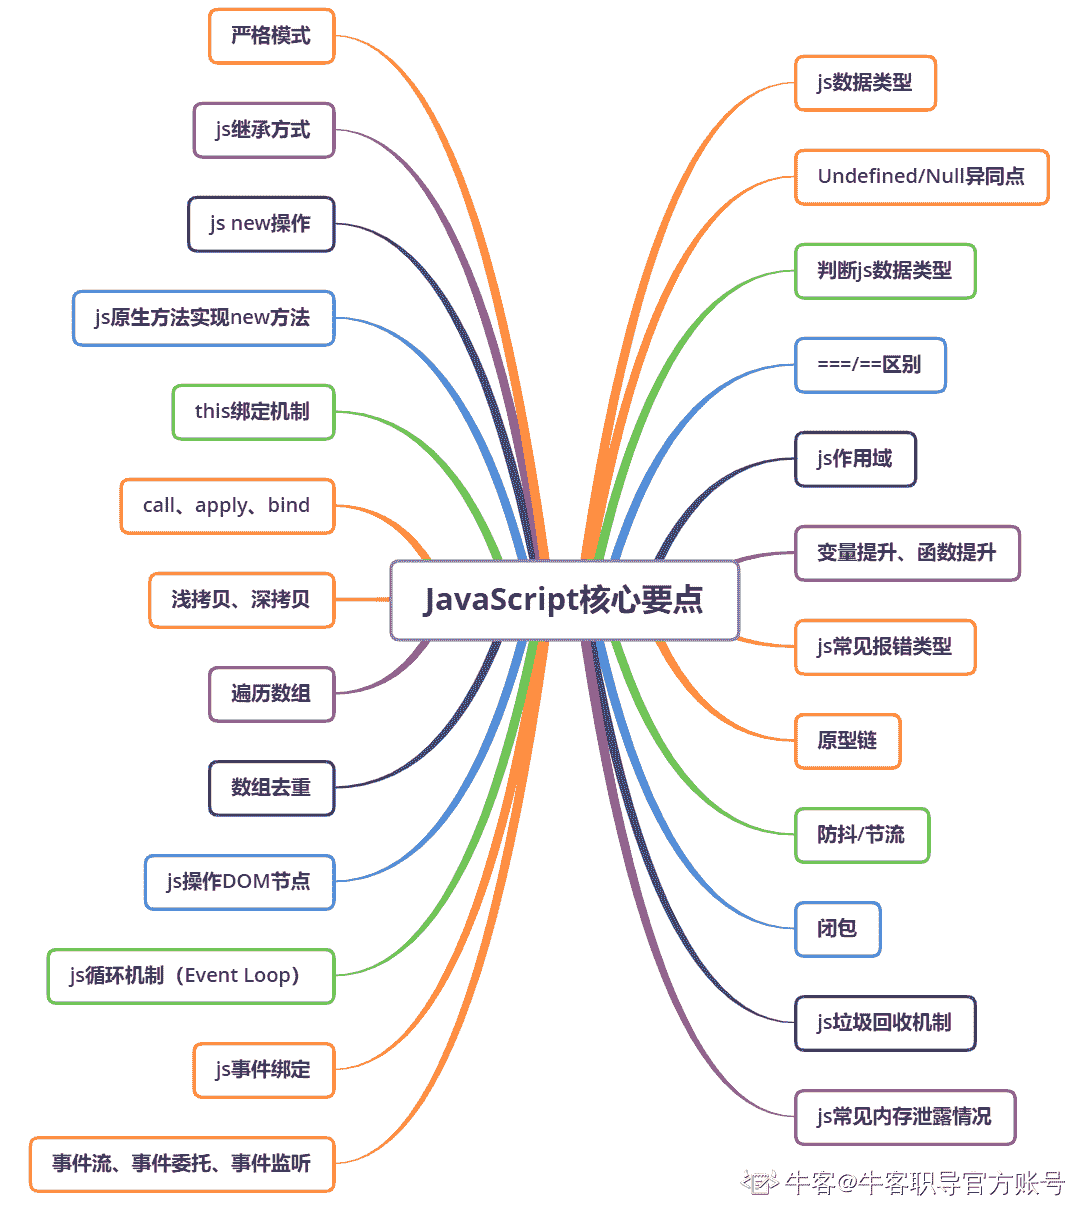 JavaScript核心要点
js数据类型
Undefined/Null异同点
判断js数据类型
===/==区别
js作用域
变量提升、函数提升
js常见报错类型
原型链
防抖/节流
闭包
js垃圾回收机制
js常见内存泄露情况
严格模式
js继承方式
js new操作
js原生方法实现new方法
this绑定机制
call、apply、bind
浅拷贝、深拷贝
遍历数组
数组去重
js操作DOM节点
js循环机制（Event Loop）
js事件绑定
事件流、事件委托、事件监听
牛客@牛客职导官方账号